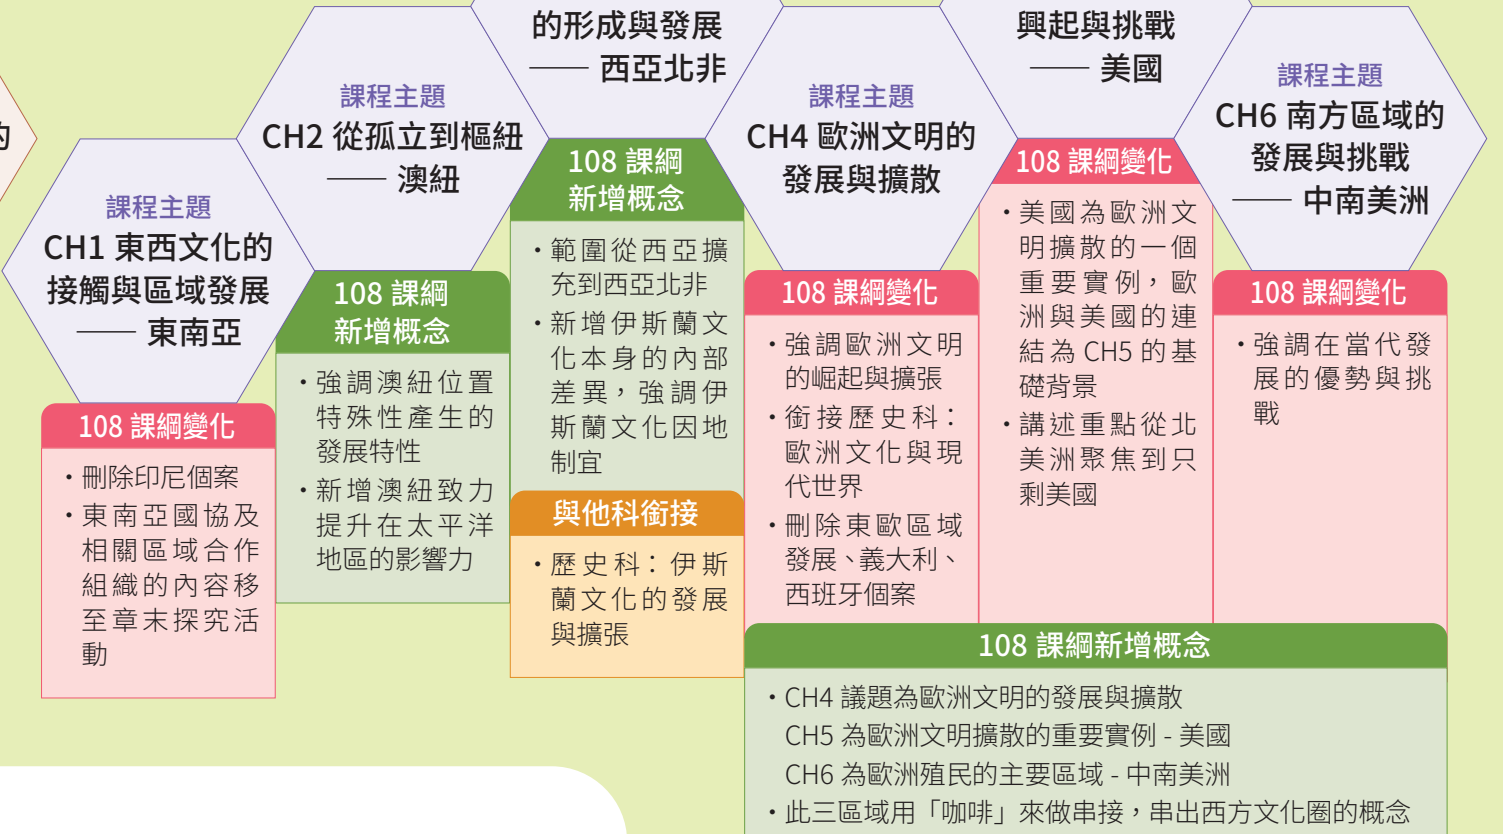 的
課程主題
CH1 東西文化的
接觸與區域發展
—— 東南亞
108 課綱變化
・刪除印尼個案
・東南亞國協及
相關區域合作
組織的內容移
至章末探究活
動
課程主題
CH2 從孤立到樞紐
—— 澳紐
108 課綱
新增概念
・強調澳紐位置
特殊性產生的
發展特性
・新增澳紐致力
提升在太平洋
地區的影響力
的形成與發展
—— 西亞北非
108 課綱
新增概念
・範圍從西亞擴
充到西亞北非
・新增伊斯蘭文
化本身的內部
差異，強調伊
斯蘭文化因地
制宜
與他科銜接
・歷史科：伊斯
蘭文化的發展
與擴張
課程主題
CH4 歐洲文明的
發展與擴散
108 課綱變化
・強調歐洲文明
的崛起與擴張
・銜接歷史科：
歐洲文化與現
代世界
・刪除東歐區域
發展、義大利、
西班牙個案
興起與挑戰
—— 美國
108 課綱變化
・美國為歐洲文
明擴散的一個
重要實例，歐
洲與美國的連
結為 CH5 的基
礎背景
・講述重點從北
美洲聚焦到只
剩美國
課程主題
CH6 南方區域的
發展與挑戰
—— 中南美洲
108 課綱變化
・強調在當代發
展的優勢與挑
戰
108 課綱新增概念
・CH4 議題為歐洲文明的發展與擴散
CH5 為歐洲文明擴散的重要實例 - 美國
CH6 為歐洲殖民的主要區域 - 中南美洲
・此三區域用「咖啡」來做串接，串出西方文化圈的概念